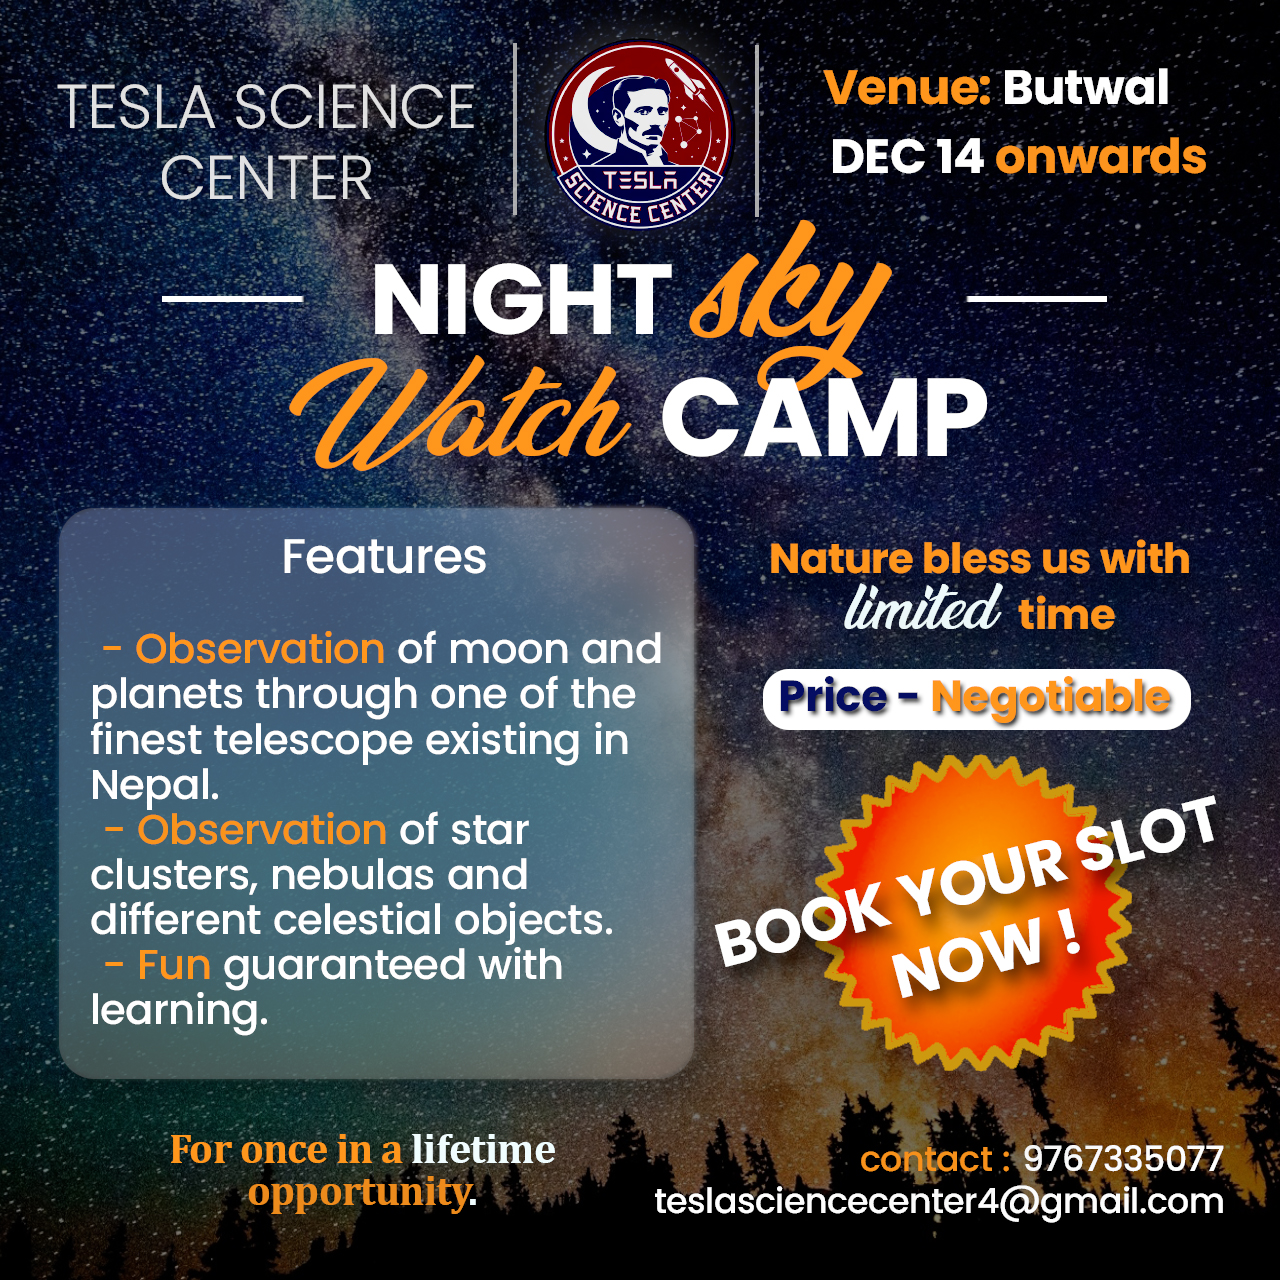 TESLA SCIENCE
CENTER
TESLA
SCIENCE CENTER
Venue: Butwal
DEC 14 onwards
NIGHT sky
Watch CAMP
Features
- Observation of moon and
planets through one of the
finest telescope existing in
Nepal.
- Observation of star
clusters, nebulas and
different celestial objects.
- Fun guaranteed with
learning.
Nature bless us with
limited time
Price - Negotiable
BOOK YOUR SLOT
NOW !
For once in a lifetime
opportunity.
contact : 9767335077
teslasciencecenter4@gmail.com